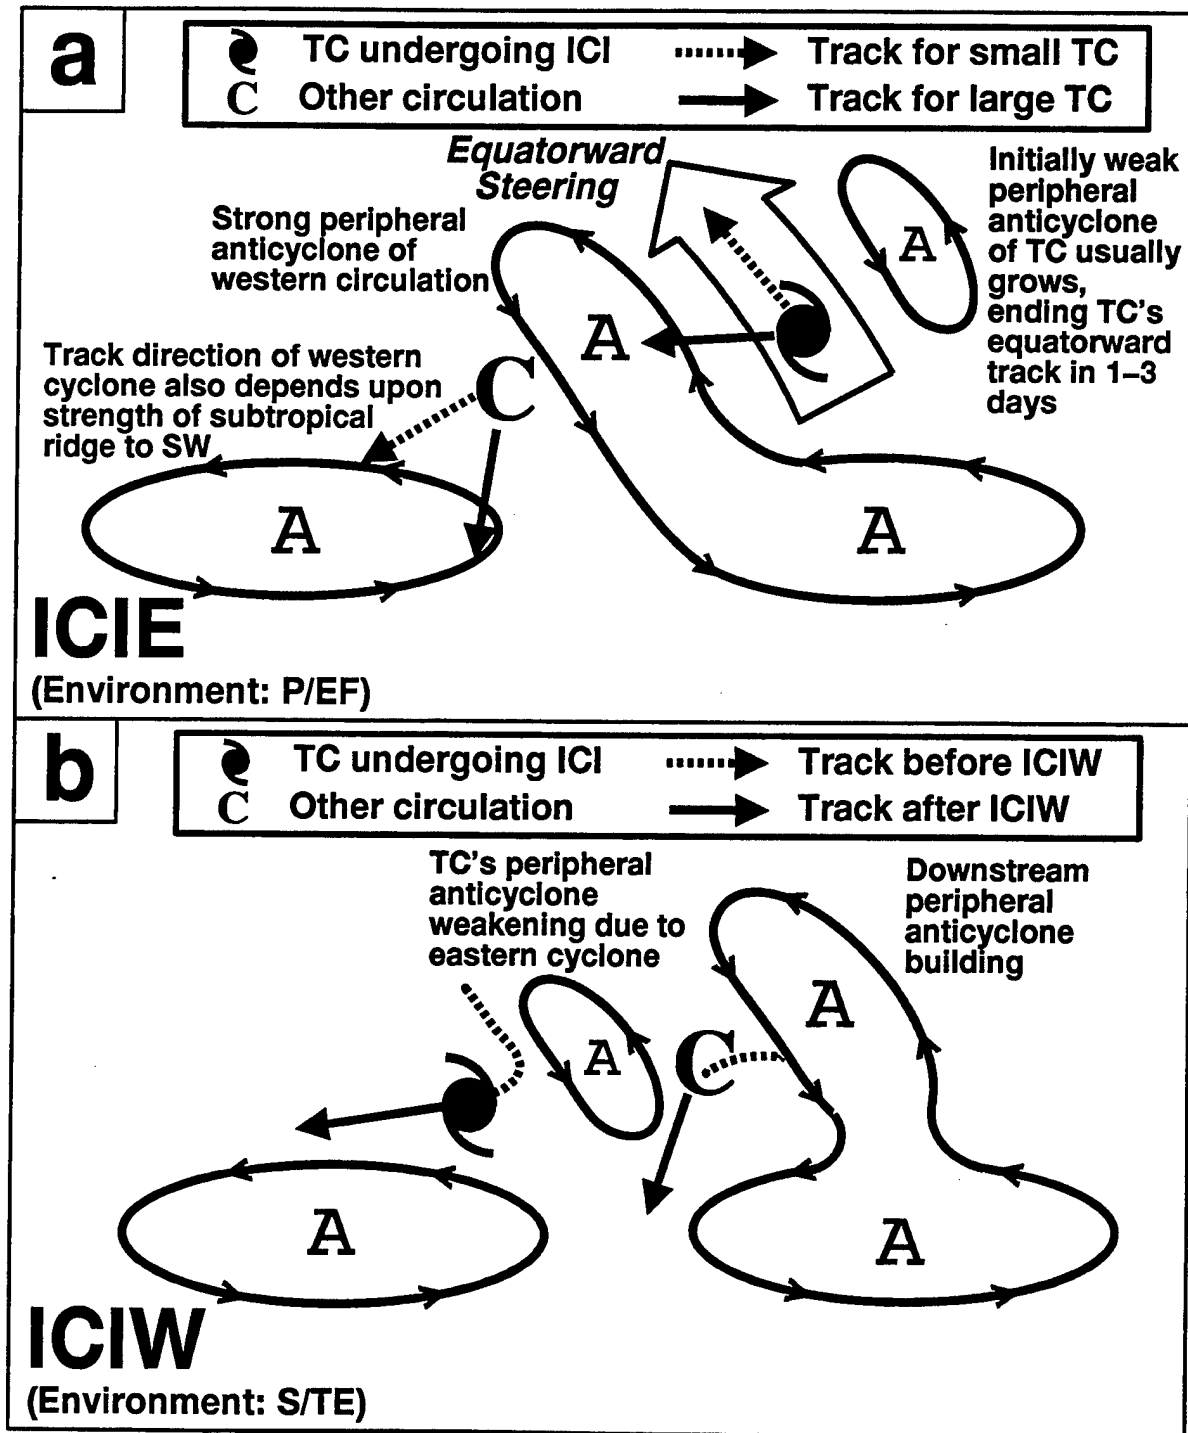 a
TC undergoing ICI
Track for small TC
C
Other circulation
Track for large TC
Equatorward
Steering
Strong peripheral
anticyclone of
western circulation
Initially weak
peripheral
anticyclone
of TC usually
grows,
ending TC's
equatorward
track in 1–3
days
A
A
Track direction of western
cyclone also depends upon
strength of subtropical
ridge to SW
C
A
A
ICIE
(Environment: P/EF)
b
TC undergoing ICI
Track before ICIW
C
Other circulation
Track after ICIW
TC's peripheral
anticyclone
weakening due to
eastern cyclone
Downstream
peripheral
anticyclone
building
A
A
C
A
A
ICIW
(Environment: S/TE)